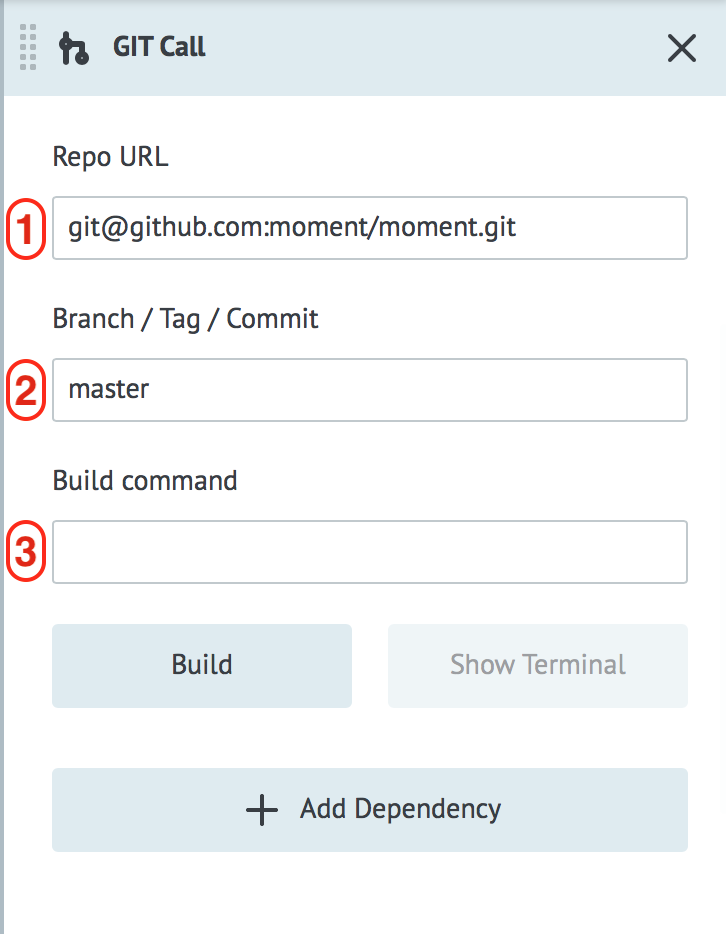 GIT Call
Repo URL
1 git@github.com:moment/moment.git
Branch / Tag / Commit
2 master
Build command
3
Build Show Terminal
Add Dependency